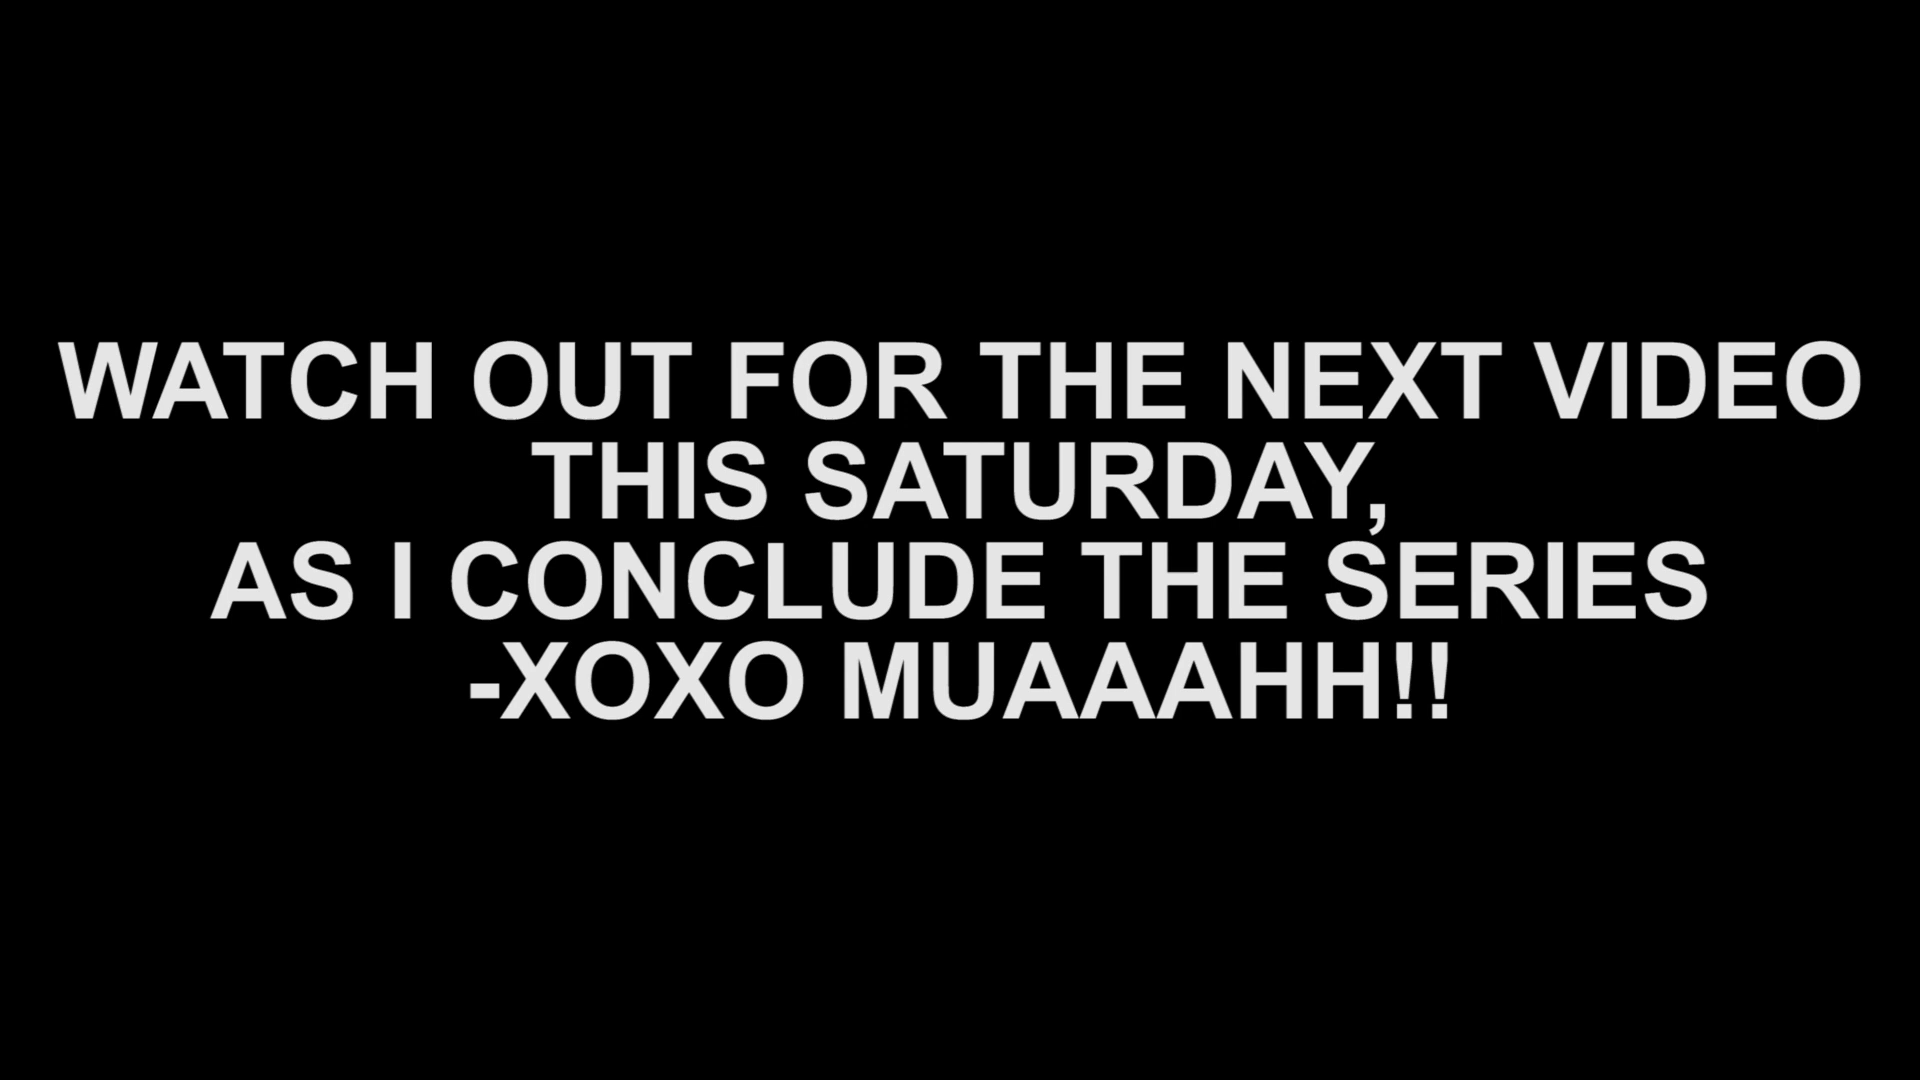 WATCH OUT FOR THE NEXT VIDEO
THIS SATURDAY,
AS I CONCLUDE THE SERIES
-XOXO MUAAAHH!!